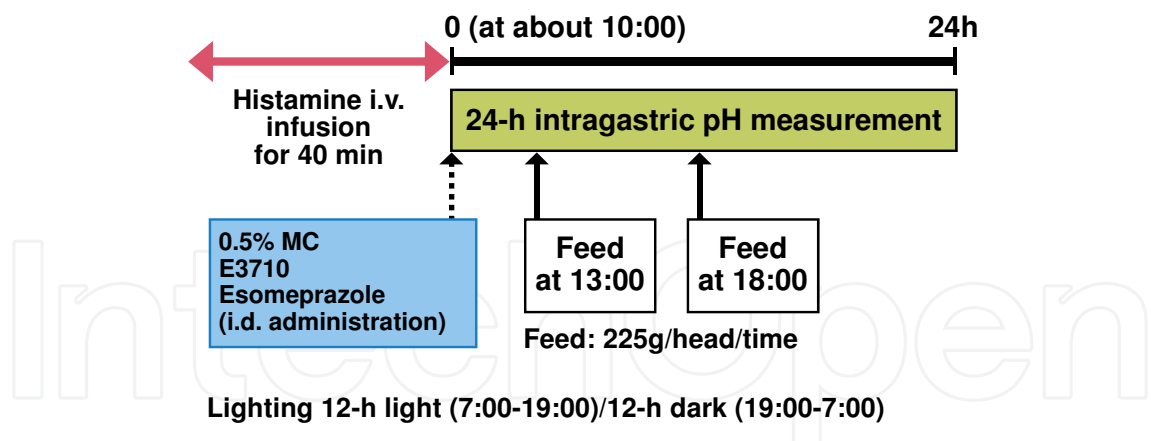 0 (at about 10:00)
24h
Histamine i.v.
infusion
for 40 min
24-h intragastric pH measurement
0.5% MC
E3710
Esomeprazole
(i.d. administration)
Feed
at 13:00
Feed
at 18:00
Feed: 225g/head/time
Lighting 12-h light (7:00-19:00)/12-h dark (19:00-7:00)
IntechOpen